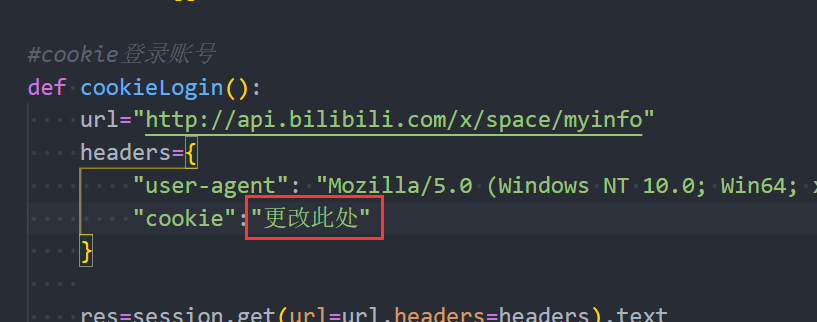 #cookie登录账号
def cookieLogin():
url="http://api.bilibili.com/x/space/myinfo"
headers={
"user-agent": "Mozilla/5.0 (Windows NT 10.0; Win64;
"cookie":"更改此处"
}
res=session.get(url=url,headers=headers).text